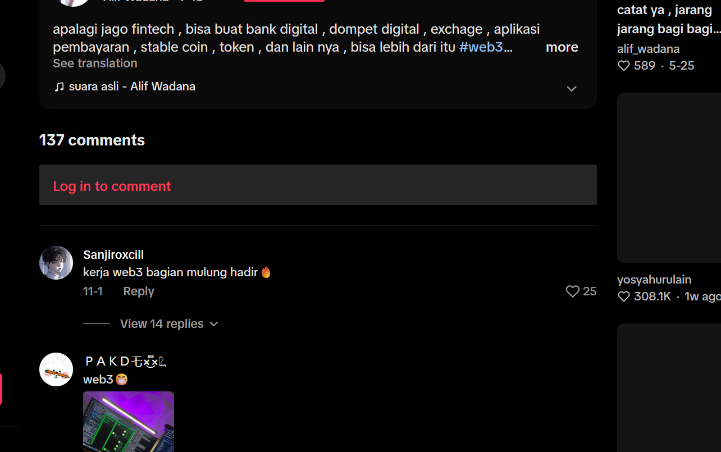 apalagi jago fintech , bisa buat bank digital , dompet digital , exchage , aplikasi
pembayaran , stable coin , token , dan lain nya , bisa lebih dari itu #web3... more
See translation
♫ suara asli - Alif Wadana
137 comments
Log in to comment
Sanjiroxcill
kerja web3 bagian mulung hadir🔥
11-1 Reply
25
View 14 replies
web3😁
catat ya , jarang
jarang bagi bagi...
alif_wadana
589 · 5-25
yosyahurulain
308.1K · 1w ago